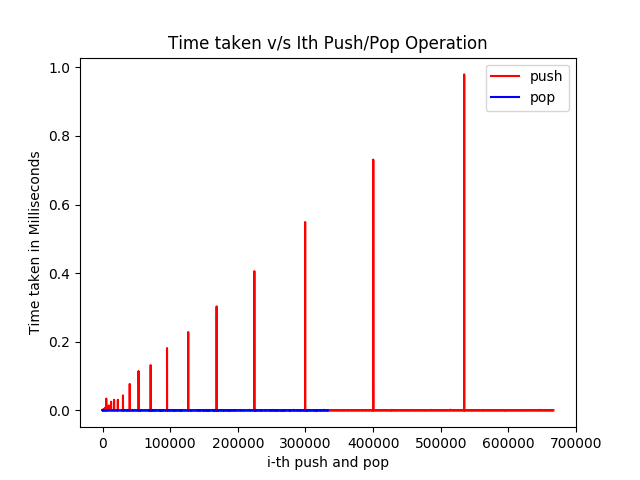 Time taken v/s Ith Push/Pop Operation
1.0
0.8
0.6
0.4
0.2
0.0
Time taken in Milliseconds
push
pop
0 100000 200000 300000 400000 500000 600000 700000
i-th push and pop